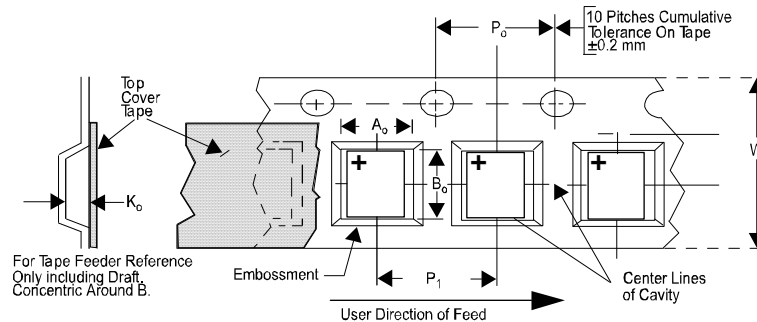 10 Pitches Cumulative
Tolerance On Tape
±0.2 mm
Po
Top
Cover
Tape
Ao
W
+
+
+
Bo
Ko
For Tape Feeder Reference
Only including Draft,
Concentric Around B.
Embossment
P1
Center Lines
of Cavity
User Direction of Feed